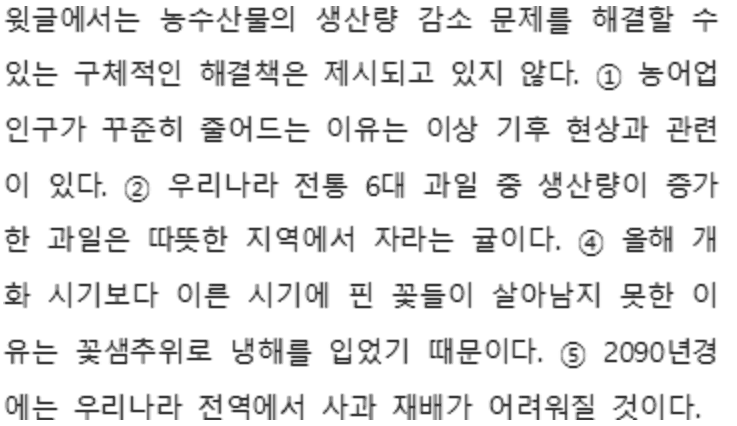 윗글에서는 농수산물의 생산량 감소 문제를 해결할 수
있는 구체적인 해결책은 제시되고 있지 않다. ① 농어업
인구가 꾸준히 줄어드는 이유는 이상 기후 현상과 관련
이 있다. ② 우리나라 전통 6대 과일 중 생산량이 증가
한 과일은 따뜻한 지역에서 자라는 귤이다. ④ 올해 개
화 시기보다 이른 시기에 핀 꽃들이 살아남지 못한 이
유는 꽃샘추위로 냉해를 입었기 때문이다. ⑤ 2090년경
에는 우리나라 전역에서 사과 재배가 어려워질 것이다.